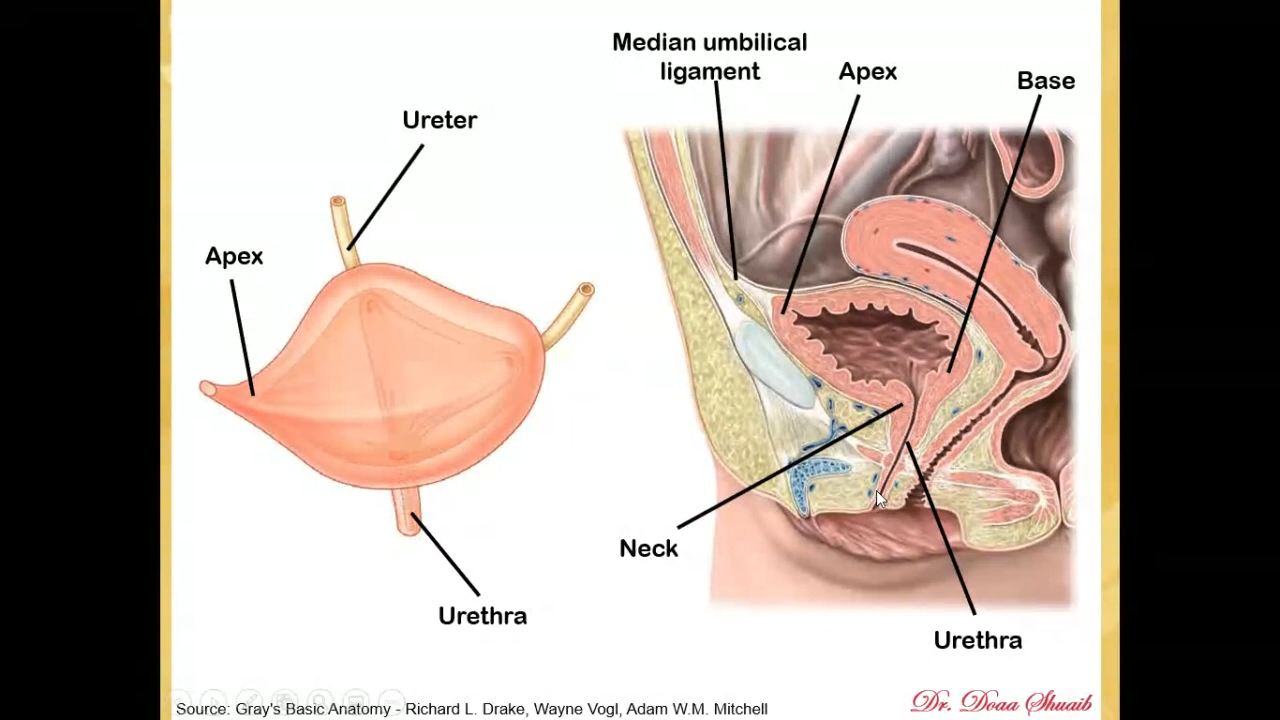 Median umbilical
ligament
Apex
Base
Ureter
Apex
Neck
Urethra
Urethra
Source: Gray's Basic Anatomy - Richard L. Drake, Wayne Vogl, Adam W.M. Mitchell
Dr. Doaa Shuaib